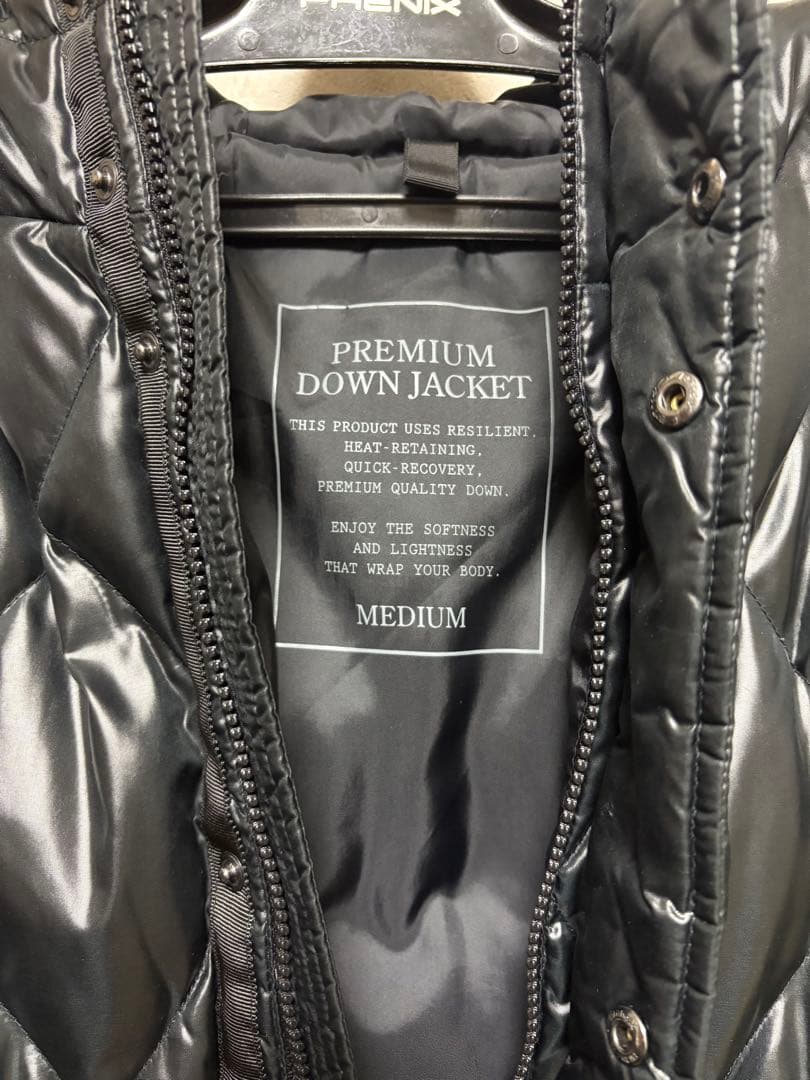 PHENIX
PREMIUM
DOWN JACKET
THIS PRODUCT USES RESILIENT,
HEAT-RETAINING,
QUICK-RECOVERY,
PREMIUM QUALITY DOWN.
ENJOY THE SOFTNESS
AND LIGHTNESS
THAT WRAP YOUR BODY.
MEDIUM